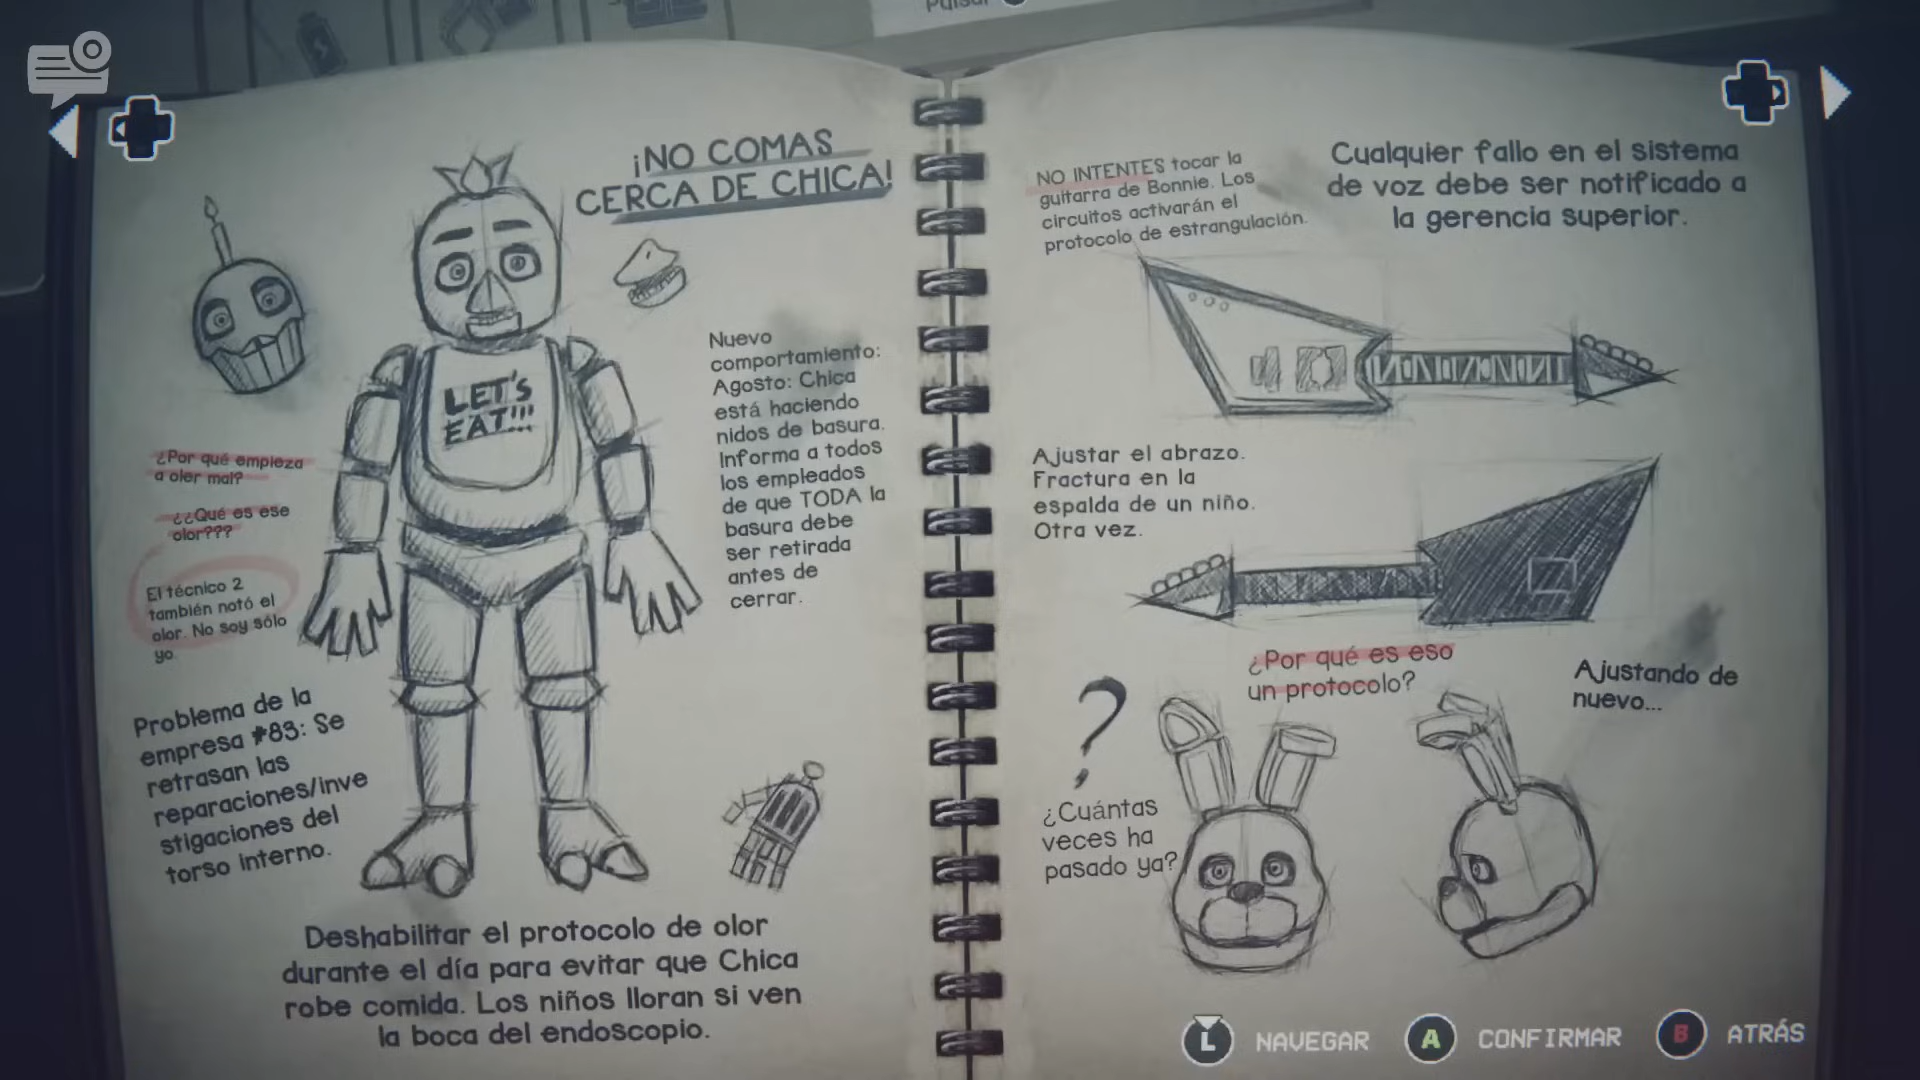 ¡NO COMAS
CERCA DE CHICA!
LET'S
EAT!!!
Nuevo
comportamiento:
Agosto: Chica
está haciendo
nidos de basura.
Informa a todos
los empleados
de que TODA la
basura debe
ser retirada
antes de
cerrar.
¿Por qué empieza
a oler mal?
¿¿Qué es ese
olor???
El técnico 2
también notó el
olor. No soy sólo
yo.
Problema de la
empresa #83: Se
retrasan las
reparaciones/inve
stigaciones del
torso interno.
Deshabilitar el protocolo de olor
durante el día para evitar que Chica
robe comida. Los niños lloran si ven
la boca del endoscopio.
NO INTENTES tocar la
guitarra de Bonnie. Los
circuitos activarán el
protocolo de estrangulación.
Cualquier fallo en el sistema
de voz debe ser notificado a
la gerencia superior.
Ajustar el abrazo.
Fractura en la
espalda de un niño.
Otra vez.
¿Por qué es eso
un protocolo?
Ajustando de
nuevo...
?
¿Cuántas
veces ha
pasado ya?
L NAVEGAR A CONFIRMAR B ATRÁS